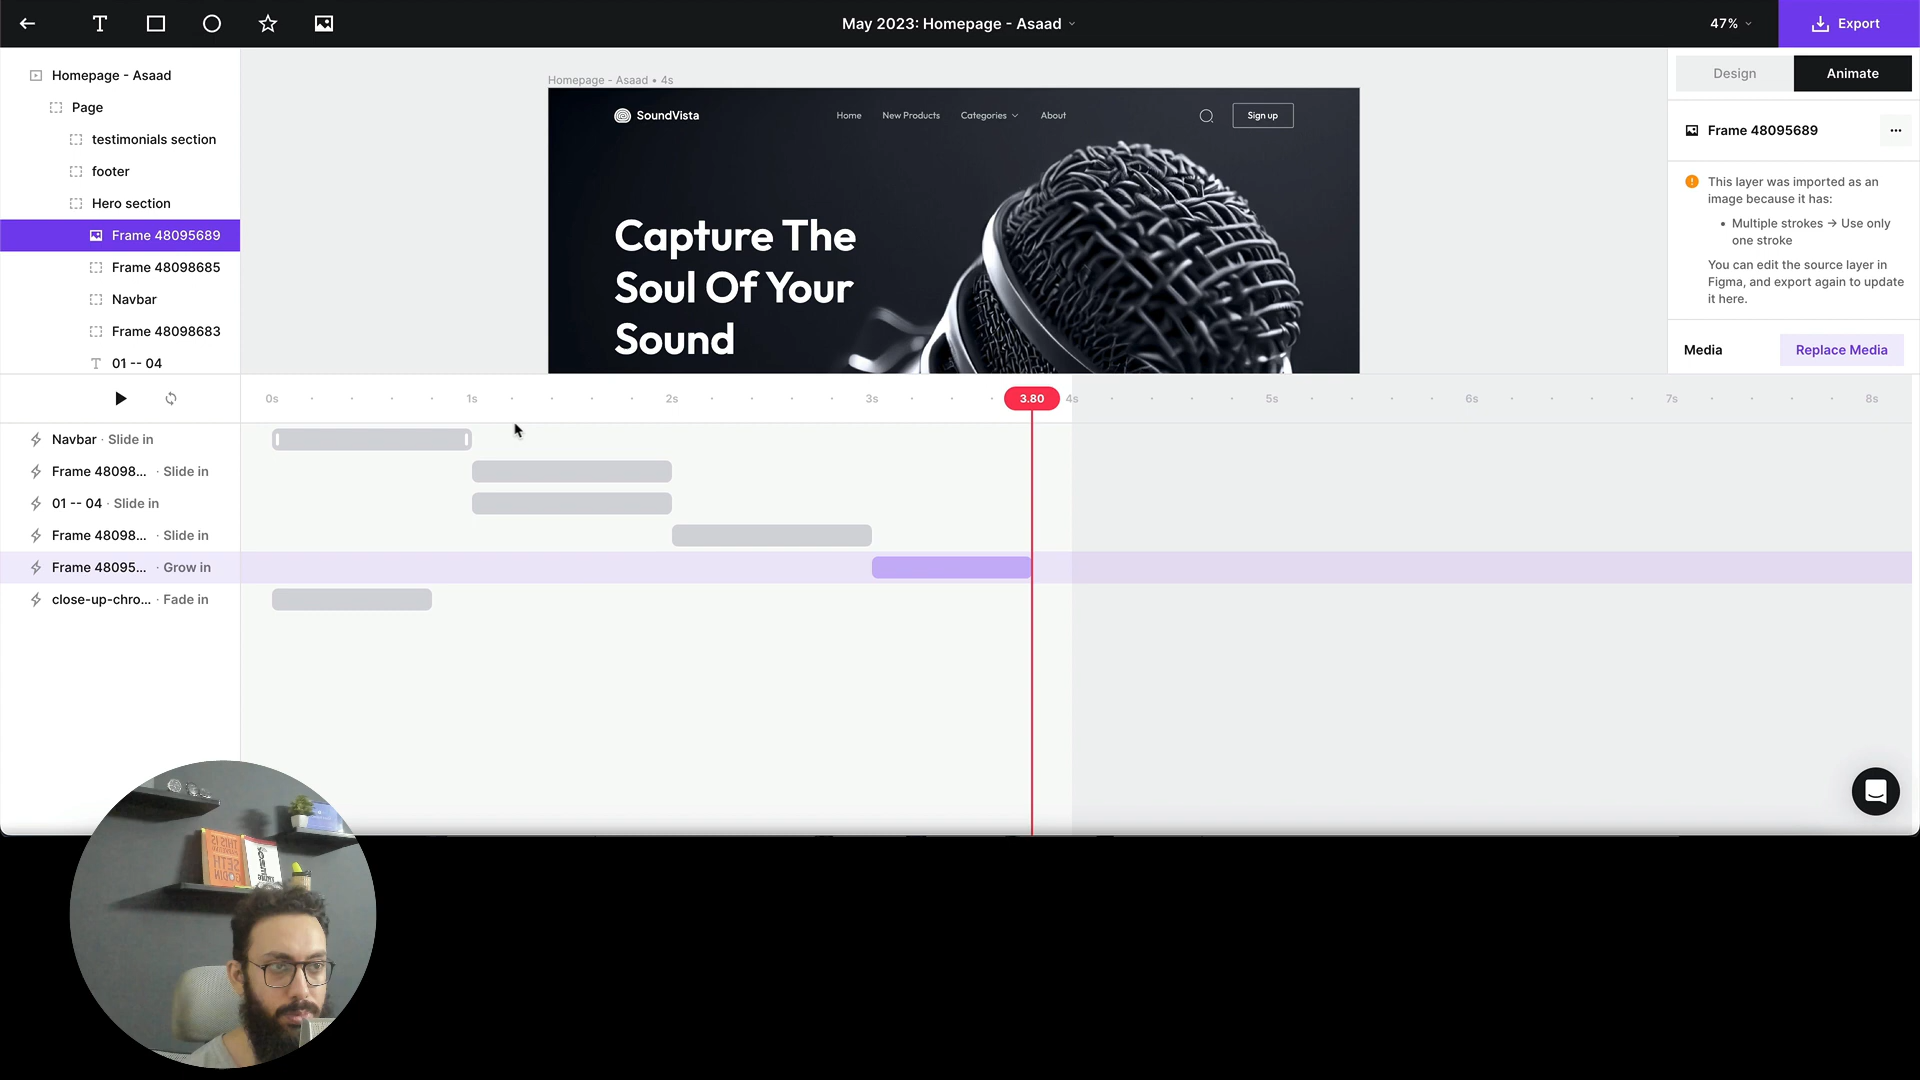 May 2023: Homepage - Asaad
47%
Export
Homepage - Asaad
Page
testimonials section
footer
Hero section
Frame 48095689
Frame 48098685
Navbar
Frame 48098683
01 -- 04
Homepage - Asaad • 4s
SoundVista
Home
New Products
Categories
About
Sign up
Capture The
Soul Of Your
Sound
Design
Animate
Frame 48095689
This layer was imported as an
image because it has:
• Multiple strokes → Use only
one stroke
You can edit the source layer in
Figma, and export again to update
it here.
Media
Replace Media
0s
1s
2s
3s
3.80
4s
5s
6s
7s
8s
Navbar · Slide in
Frame 48098... · Slide in
01 -- 04 · Slide in
Frame 48098... · Slide in
Frame 48095... · Grow in
close-up-chro... · Fade in
THIS IS
SETH
GODIN